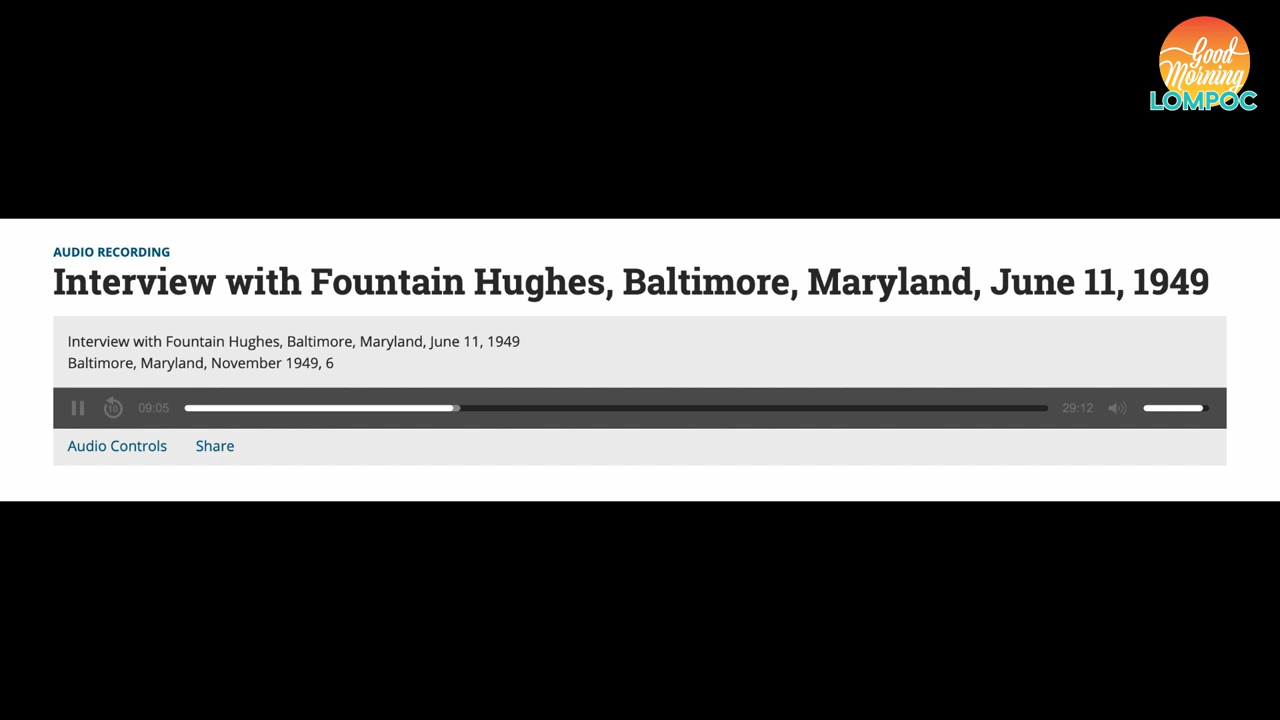 Good
Morning
LOMPOC
AUDIO RECORDING
Interview with Fountain Hughes, Baltimore, Maryland, June 11, 1949
Interview with Fountain Hughes, Baltimore, Maryland, June 11, 1949
Baltimore, Maryland, November 1949, 6
10 09:05 29:12
Audio Controls Share